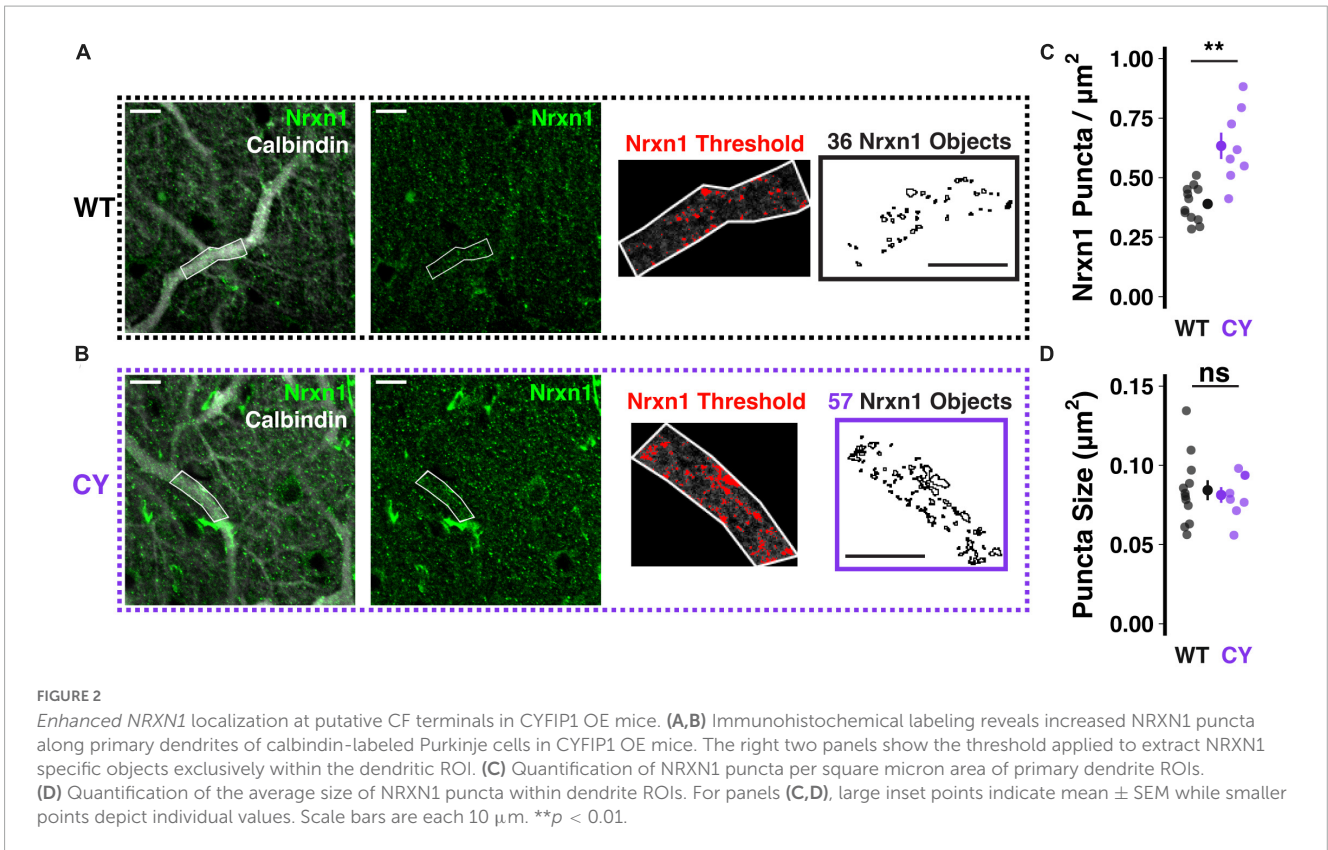 A
Nrxn1
Calbindin
WT
Nrxn1
Nrxn1 Threshold
36 Nrxn1 Objects
B
Nrxn1
Calbindin
CY
Nrxn1
Nrxn1 Threshold
57 Nrxn1 Objects
C
**
Nrxn1 Puncta / µm²
1.00
0.75
0.50
0.25
0.00
WT CY
D
ns
Puncta Size (µm²)
0.15
0.10
0.05
0.00
WT CY
FIGURE 2
Enhanced NRXN1 localization at putative CF terminals in CYFIP1 OE mice. (A,B) Immunohistochemical labeling reveals increased NRXN1 puncta
along primary dendrites of calbindin-labeled Purkinje cells in CYFIP1 OE mice. The right two panels show the threshold applied to extract NRXN1
specific objects exclusively within the dendritic ROI. (C) Quantification of NRXN1 puncta per square micron area of primary dendrite ROIs.
(D) Quantification of the average size of NRXN1 puncta within dendrite ROIs. For panels (C,D), large inset points indicate mean ± SEM while smaller
points depict individual values. Scale bars are each 10 µm. **p < 0.01.